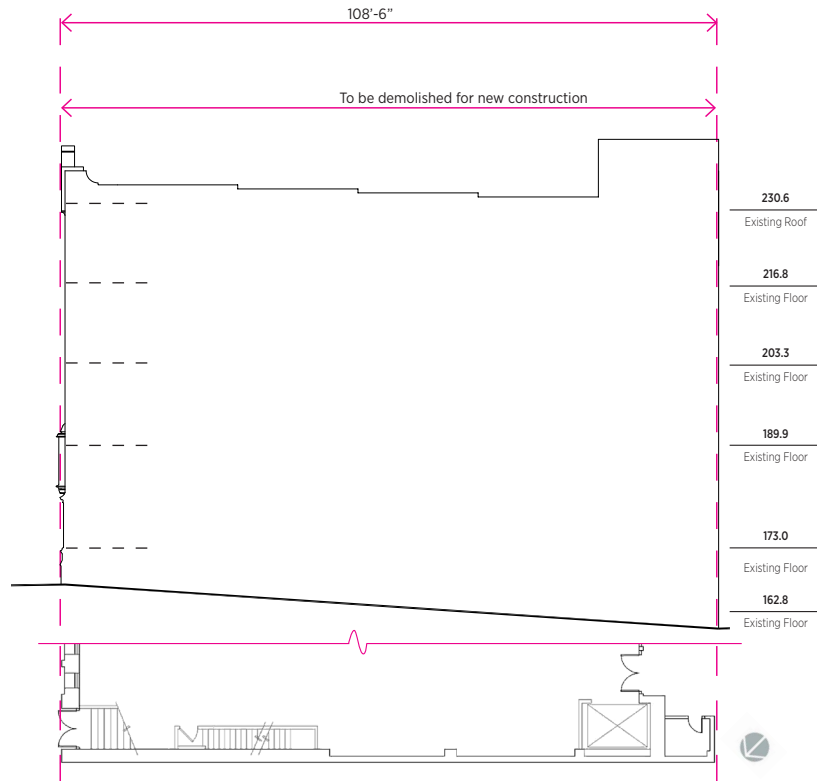 108’-6”
To be demolished for new construction
230.6
Existing Roof
216.8
Existing Floor
203.3
Existing Floor
189.9
Existing Floor
173.0
Existing Floor
162.8
Existing Floor